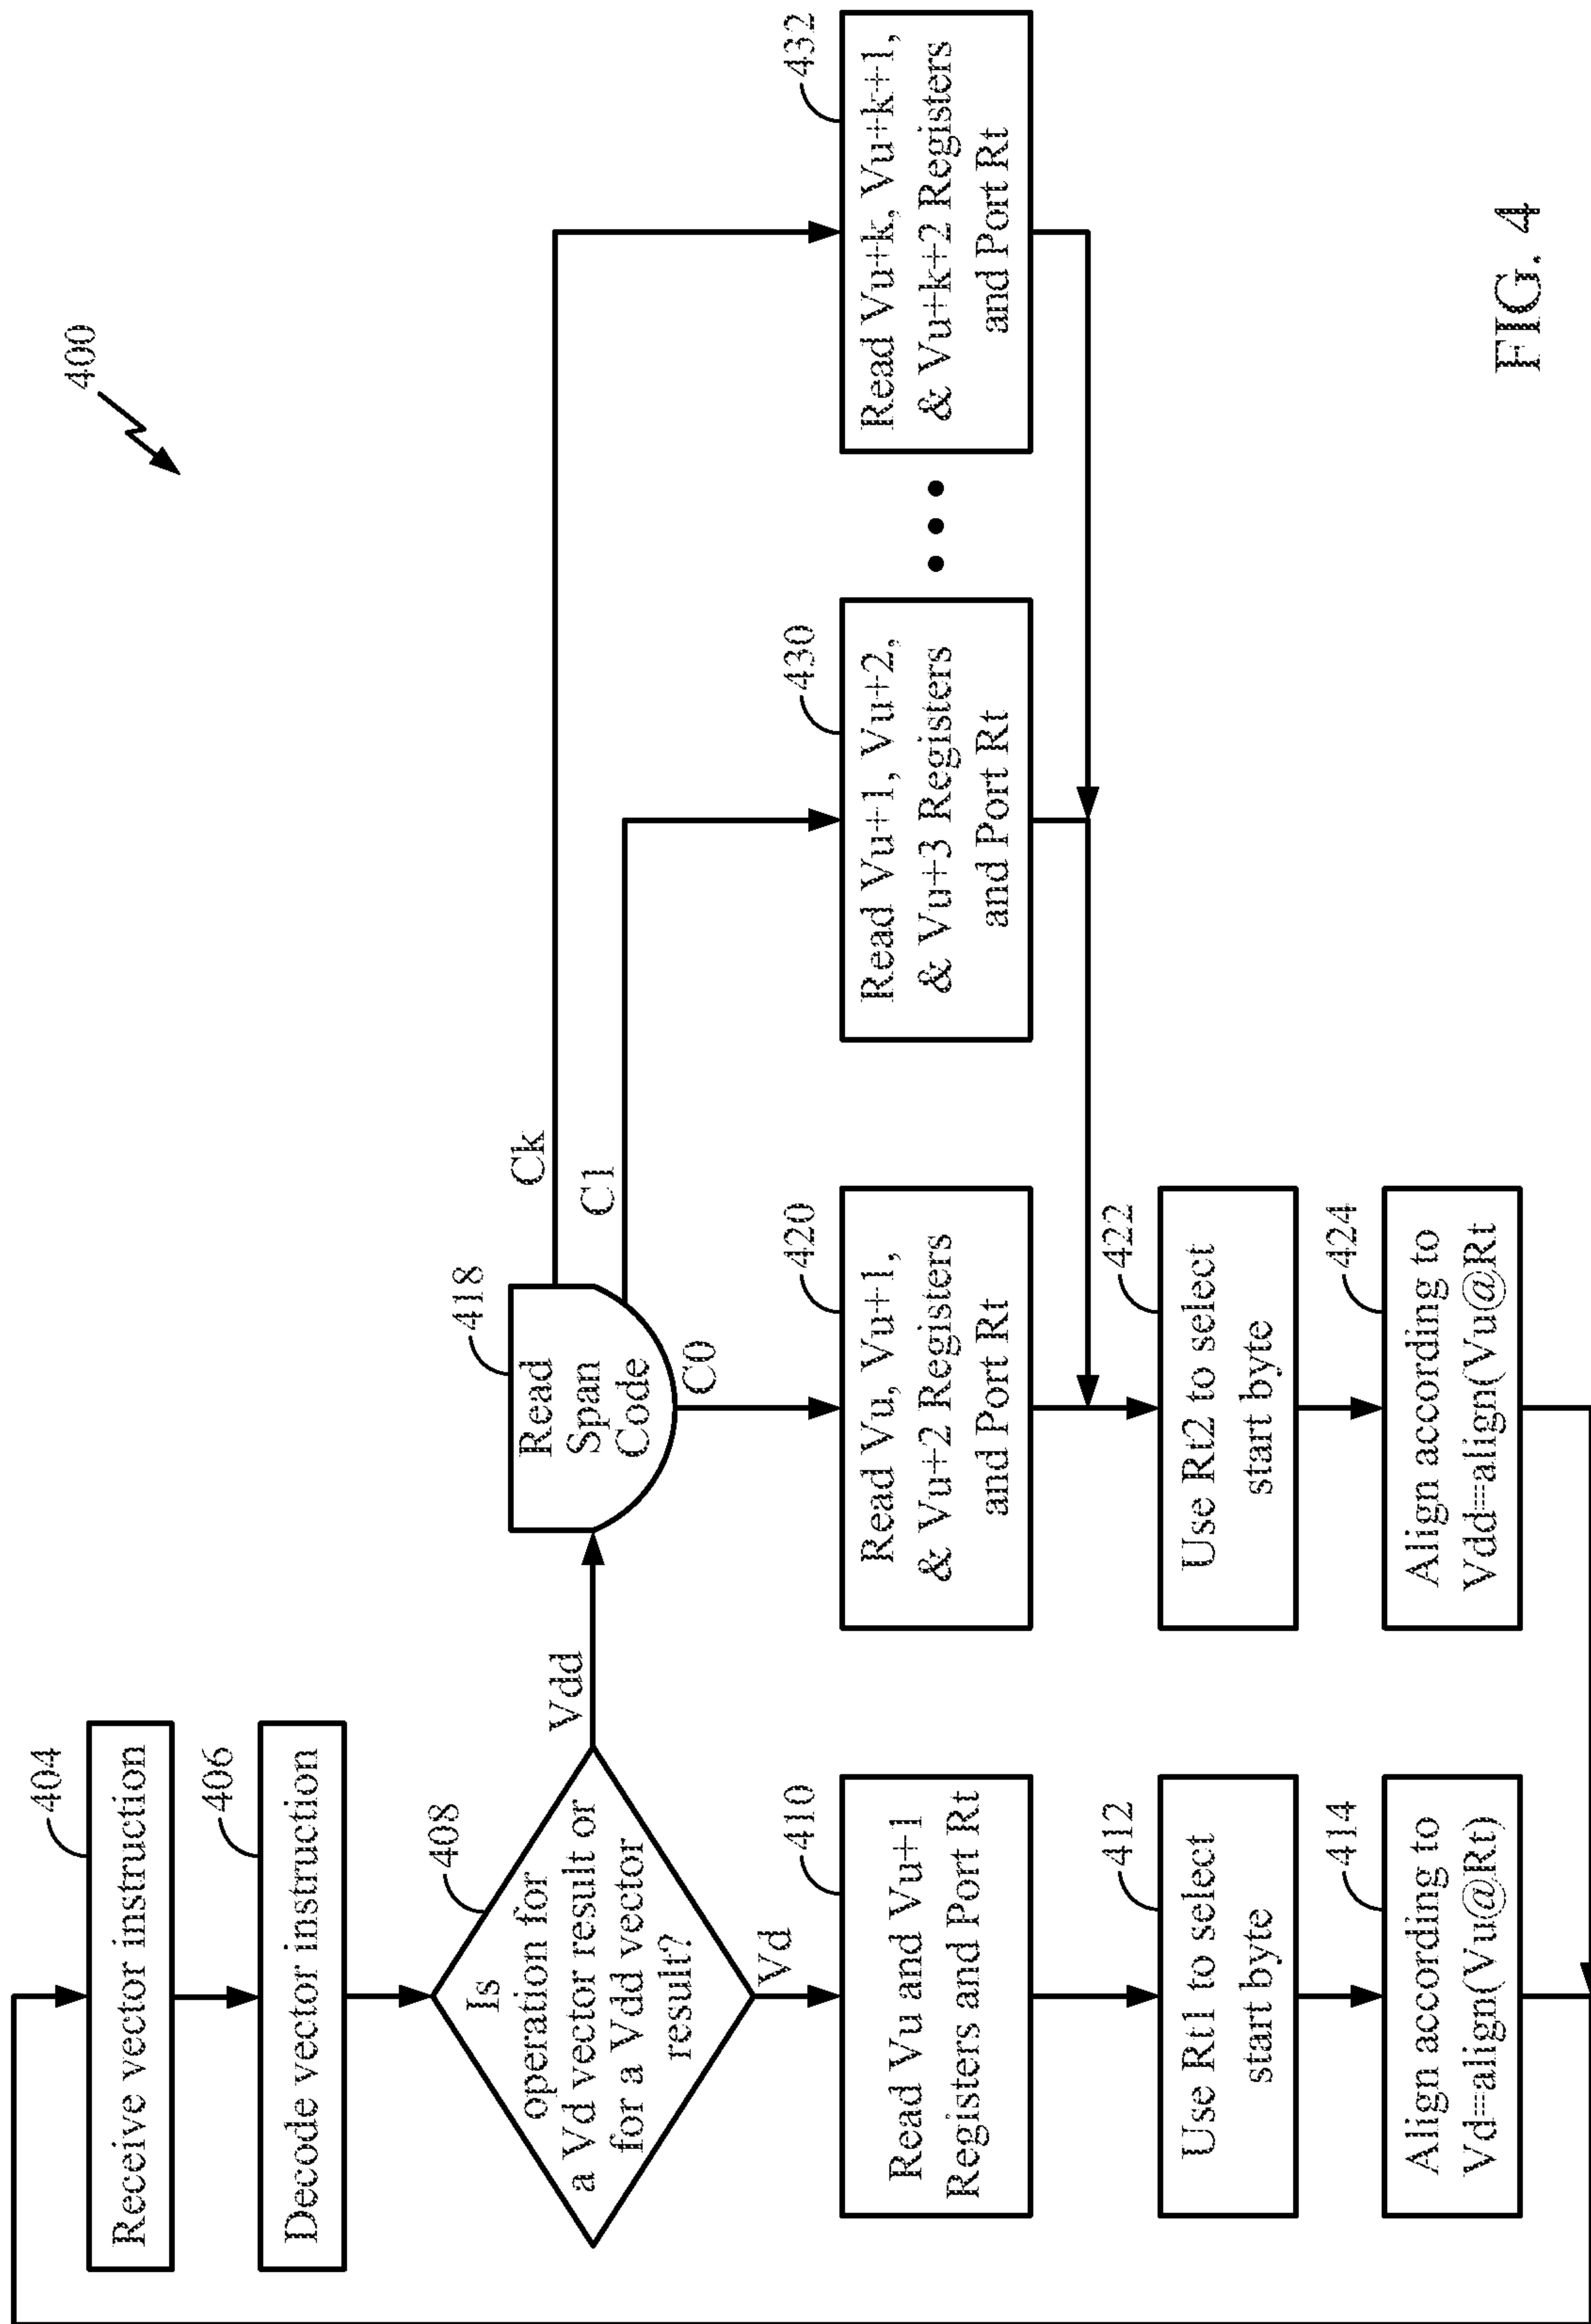 400
404
Receive vector instruction
406
Decode vector instruction
408
Is
operation for
a Vd vector result or
for a Vdd vector
result?
Vdd
Vd
418
Read
Span
Code
Ck
C1
C0
410
Read Vu and Vu+1
Registers and Port Rt
420
Read Vu, Vu+1,
& Vu+2 Registers
and Port Rt
430
Read Vu+1, Vu+2,
& Vu+3 Registers
and Port Rt
432
Read Vu+k, Vu+k+1,
& Vu+k+2 Registers
and Port Rt
412
Use Rt1 to select
start byte
422
Use Rt2 to select
start byte
414
Align according to
Vd=align(Vu@Rt)
424
Align according to
Vdd=align(Vu@Rt
FIG. 4